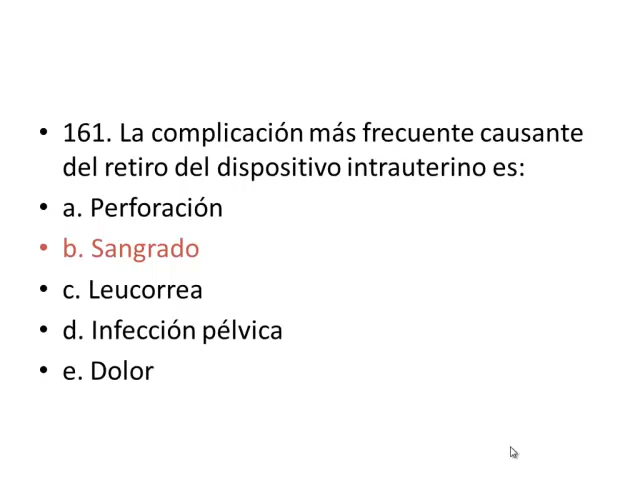 • 161. La complicación más frecuente causante
del retiro del dispositivo intrauterino es:
• a. Perforación
• b. Sangrado
• c. Leucorrea
• d. Infección pélvica
• e. Dolor